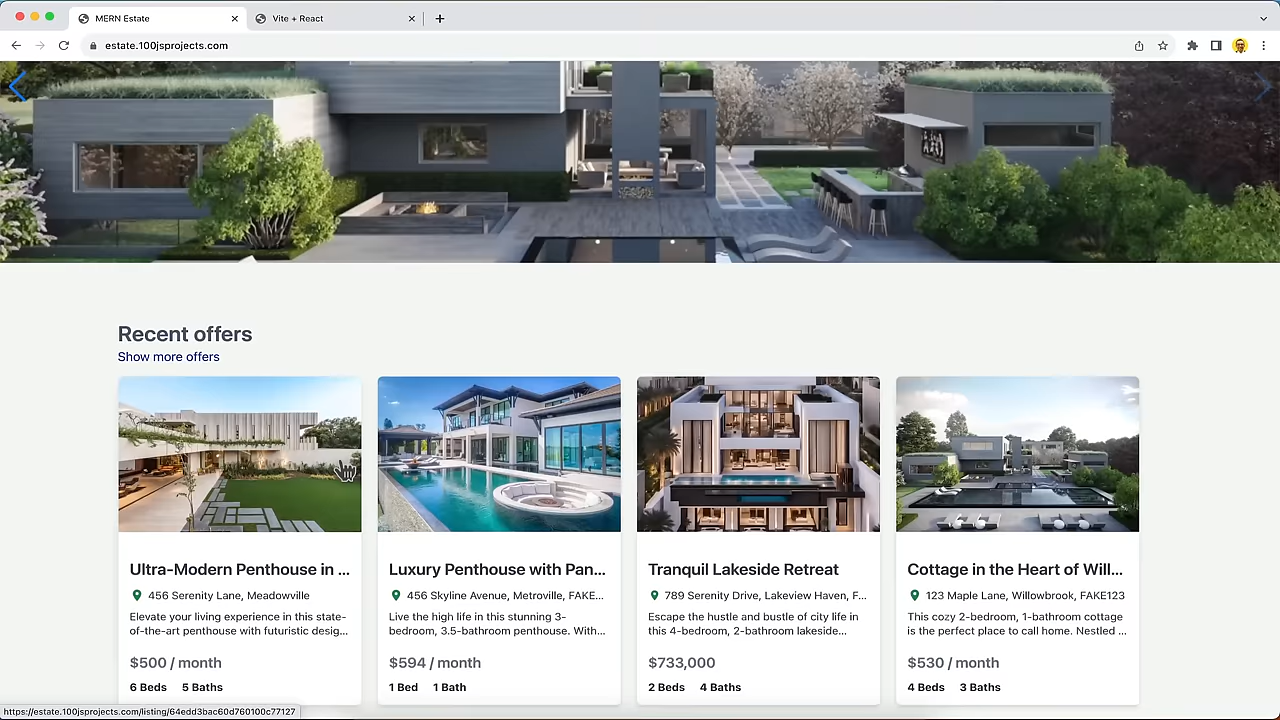 MERN Estate
Vite + React
estate.100jsprojects.com
Recent offers
Show more offers
Ultra-Modern Penthouse in ...
456 Serenity Lane, Meadowville
Elevate your living experience in this state-
of-the-art penthouse with futuristic desig...
$500 / month
6 Beds 5 Baths
Luxury Penthouse with Pan...
456 Skyline Avenue, Metroville, FAKE...
Live the high life in this stunning 3-
bedroom, 3.5-bathroom penthouse. With...
$594 / month
1 Bed 1 Bath
Tranquil Lakeside Retreat
789 Serenity Drive, Lakeview Haven, F...
Escape the hustle and bustle of city life in
this 4-bedroom, 2-bathroom lakeside...
$733,000
2 Beds 4 Baths
Cottage in the Heart of Will...
123 Maple Lane, Willowbrook, FAKE123
This cozy 2-bedroom, 1-bathroom cottage
is the perfect place to call home. Nestled ...
$530 / month
4 Beds 3 Baths
https://estate.100jsprojects.com/listing/64edd3bac60d760100c77127